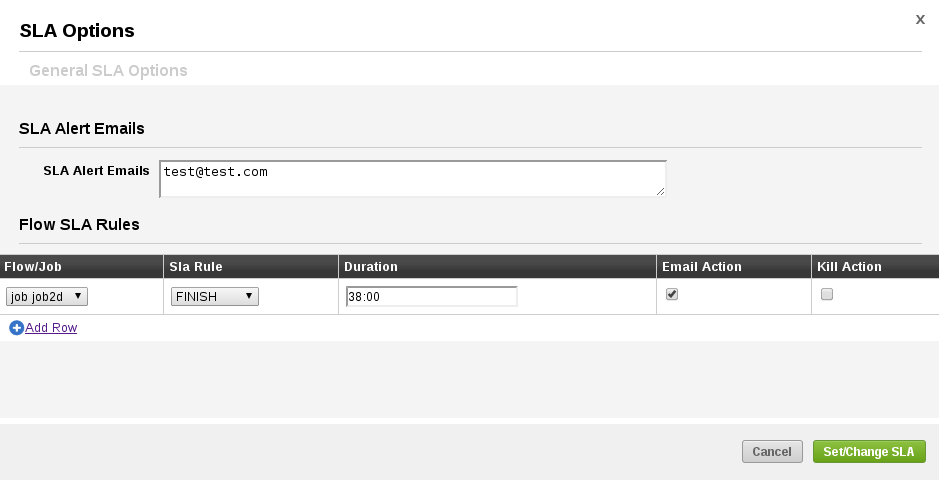 x
SLA Options
General SLA Options
SLA Alert Emails
SLA Alert Emails test@test.com
Flow SLA Rules
Flow/Job Sla Rule Duration Email Action Kill Action
job job2d FINISH 38:00
Add Row
Cancel Set/Change SLA